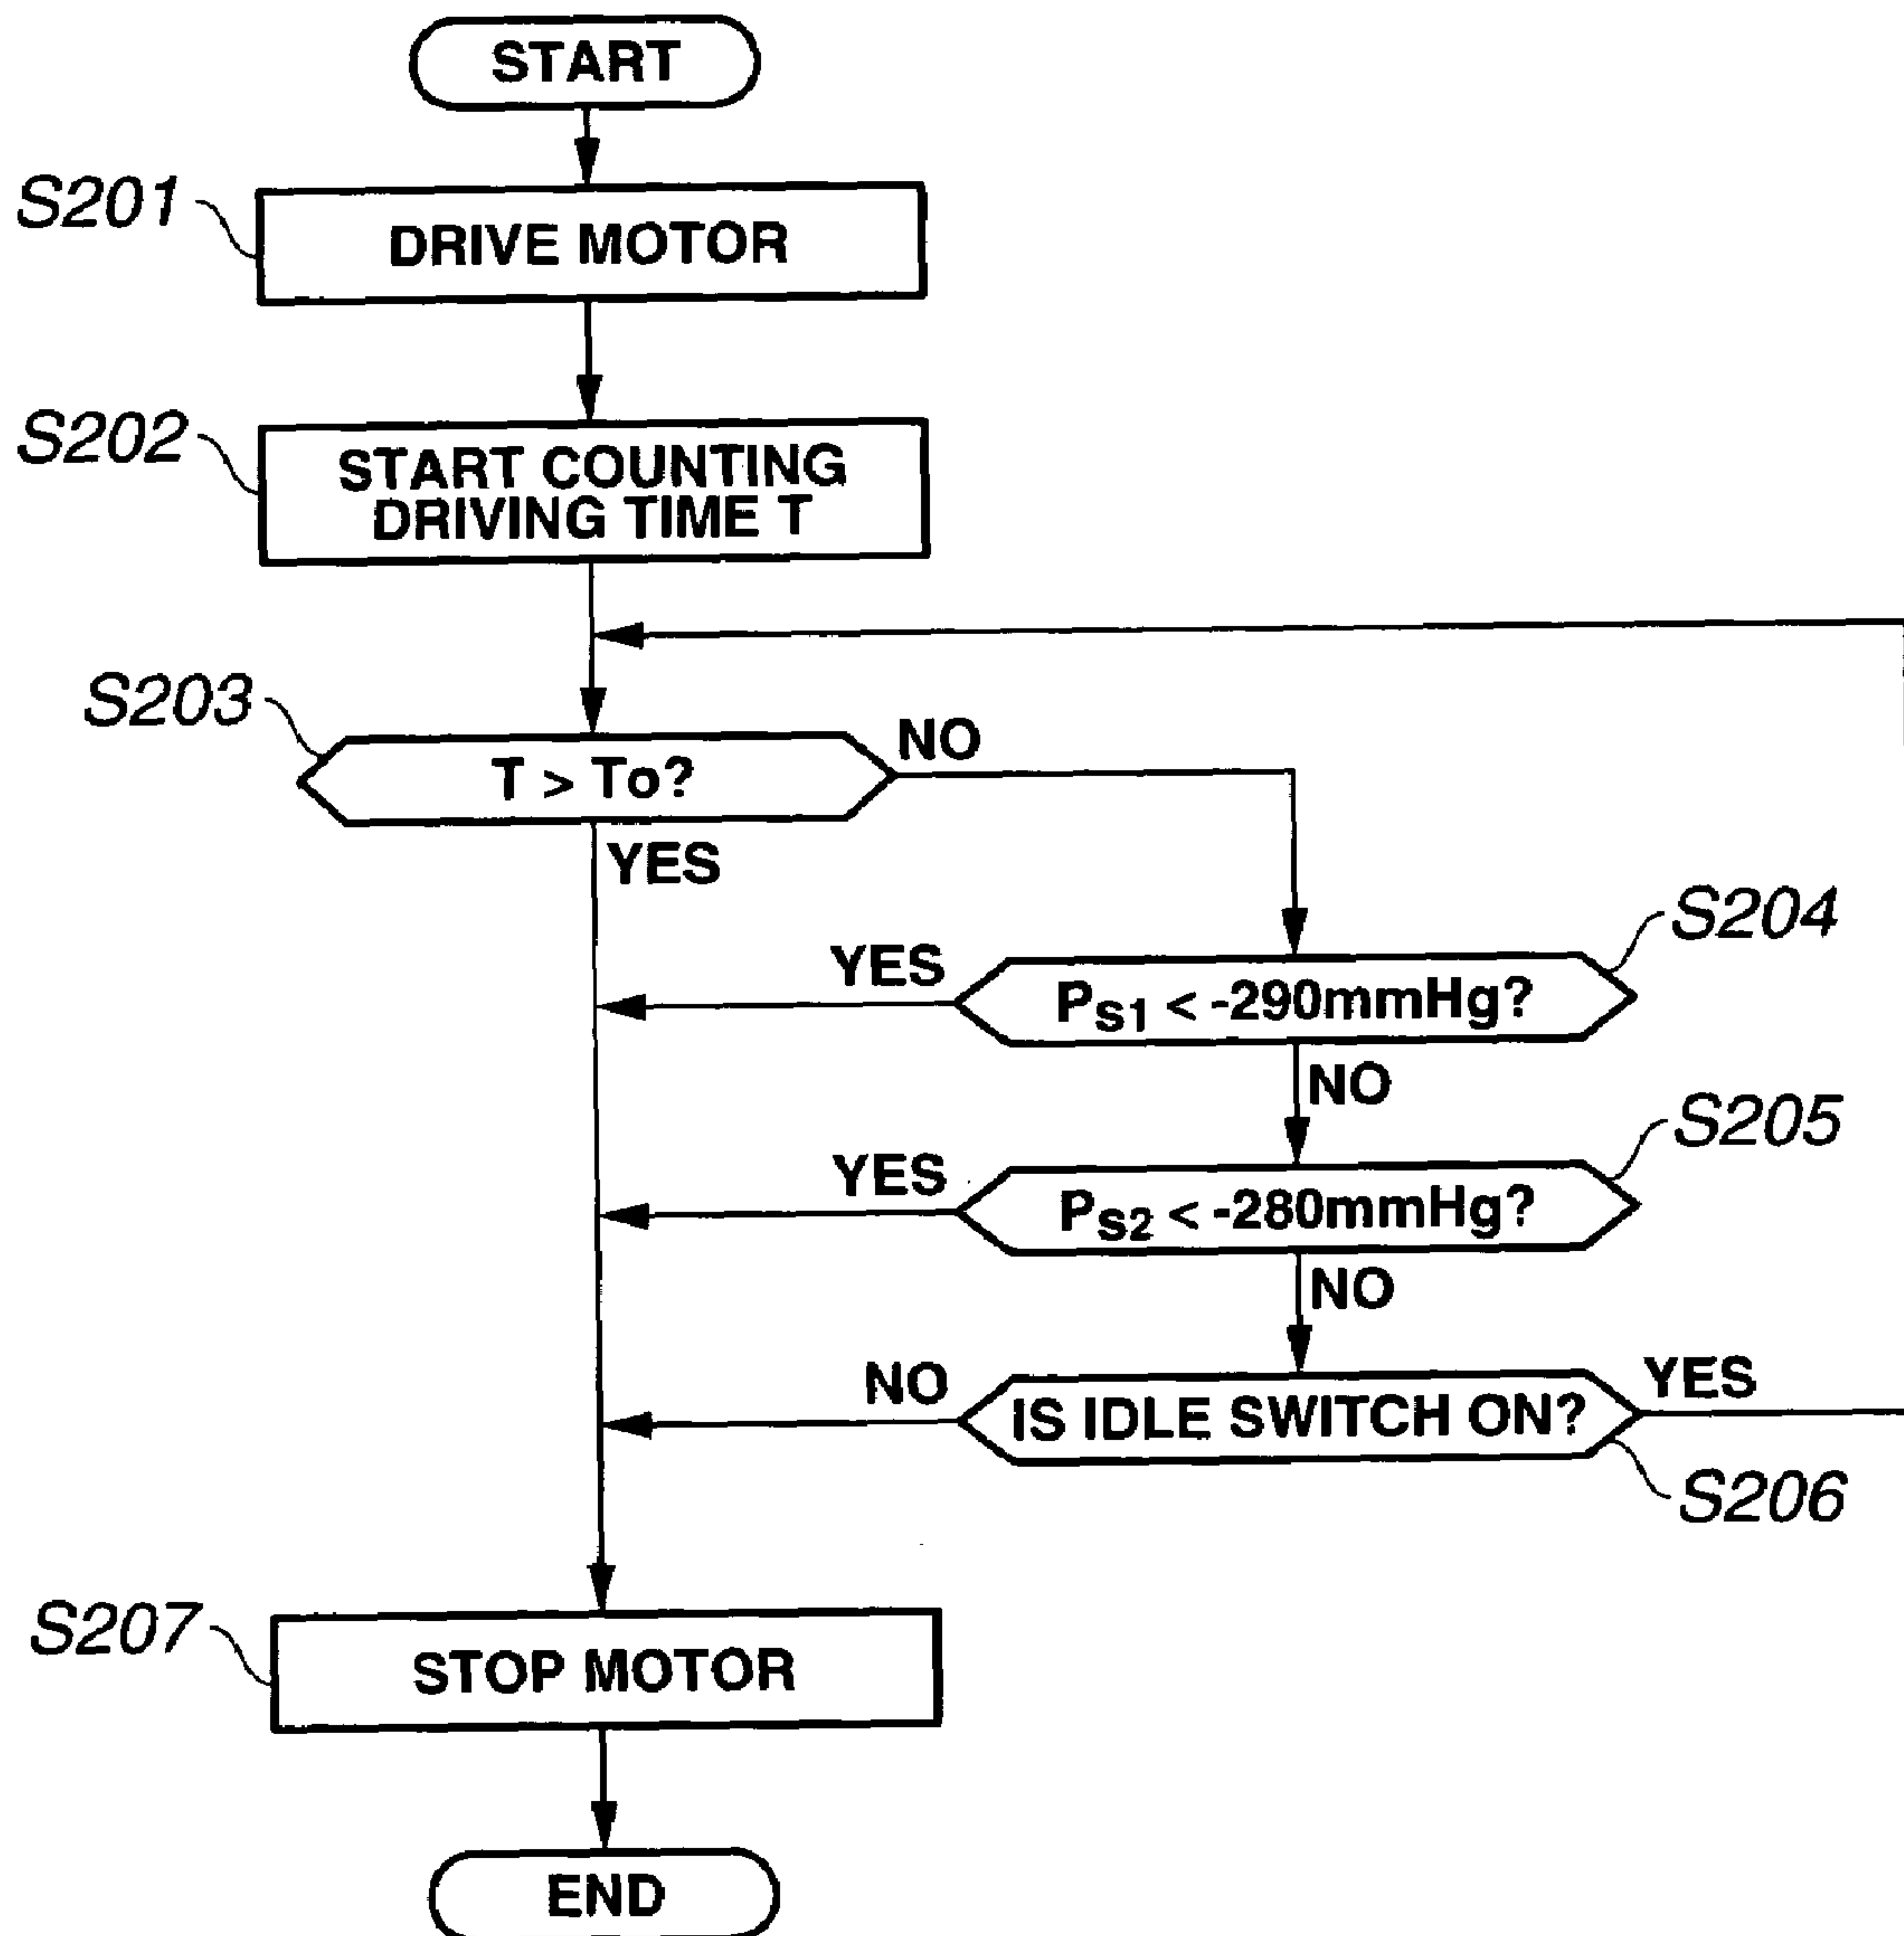 START
S201
DRIVE MOTOR
S202
START COUNTING
DRIVING TIME T
S203
T > To?
NO
YES
S204
YES
PS1 < -290mmHg?
NO
S205
YES
PS2 < -280mmHg?
NO
NO
IS IDLE SWITCH ON?
YES
S206
S207
STOP MOTOR
END